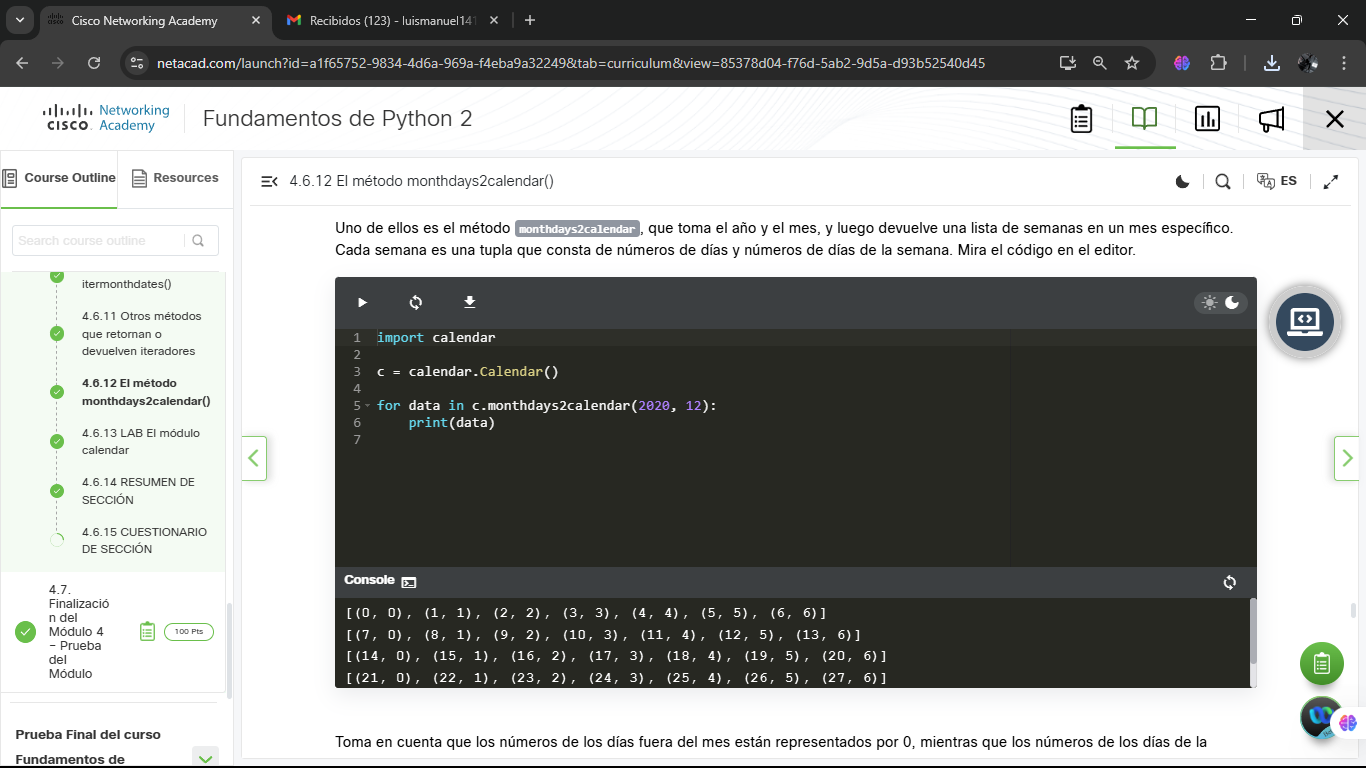 Cisco Networking Academy
Recibidos (123) - luismanuel141
netacad.com/launch?id=a1f65752-9834-4d6a-969a-f4eba9a32249&tab=curriculum&view=85378d04-f76d-5ab2-9d5a-d93b52540d45
CISCO
Networking
Academy
Fundamentos de Python 2
Course Outline
Resources
Search course outline
itermonthdates()
4.6.11 Otros métodos
que retornan o
devuelven iteradores
4.6.12 El método
monthdays2calendar()
4.6.13 LAB El módulo
calendar
4.6.14 RESUMEN DE
SECCIÓN
4.6.15 CUESTIONARIO
DE SECCIÓN
4.7.
Finalizació
n del
Módulo 4
– Prueba
del
Módulo
100 Pts
Prueba Final del curso
Fundamentos de
4.6.12 El método monthdays2calendar()
ES
Uno de ellos es el método monthdays2calendar, que toma el año y el mes, y luego devuelve una lista de semanas en un mes específico.
Cada semana es una tupla que consta de números de días y números de días de la semana. Mira el código en el editor.
1 import calendar
2
3 c = calendar.Calendar()
4
5 for data in c.monthdays2calendar(2020, 12):
6 print(data)
7
Console
[(0, 0), (1, 1), (2, 2), (3, 3), (4, 4), (5, 5), (6, 6)]
[(7, 0), (8, 1), (9, 2), (10, 3), (11, 4), (12, 5), (13, 6)]
[(14, 0), (15, 1), (16, 2), (17, 3), (18, 4), (19, 5), (20, 6)]
[(21, 0), (22, 1), (23, 2), (24, 3), (25, 4), (26, 5), (27, 6)]
Toma en cuenta que los números de los días fuera del mes están representados por 0, mientras que los números de los días de la